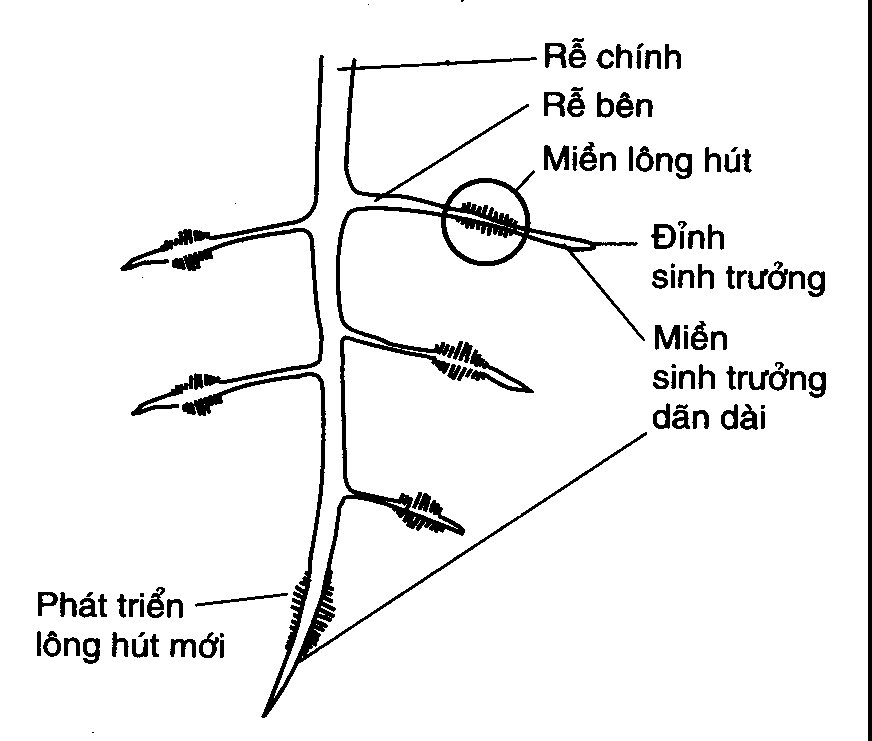 Rễ chính
Rễ bên
Miền lông hút
Đỉnh
sinh trưởng
Miền
sinh trưởng
dãn dài
Phát triển
lông hút mới